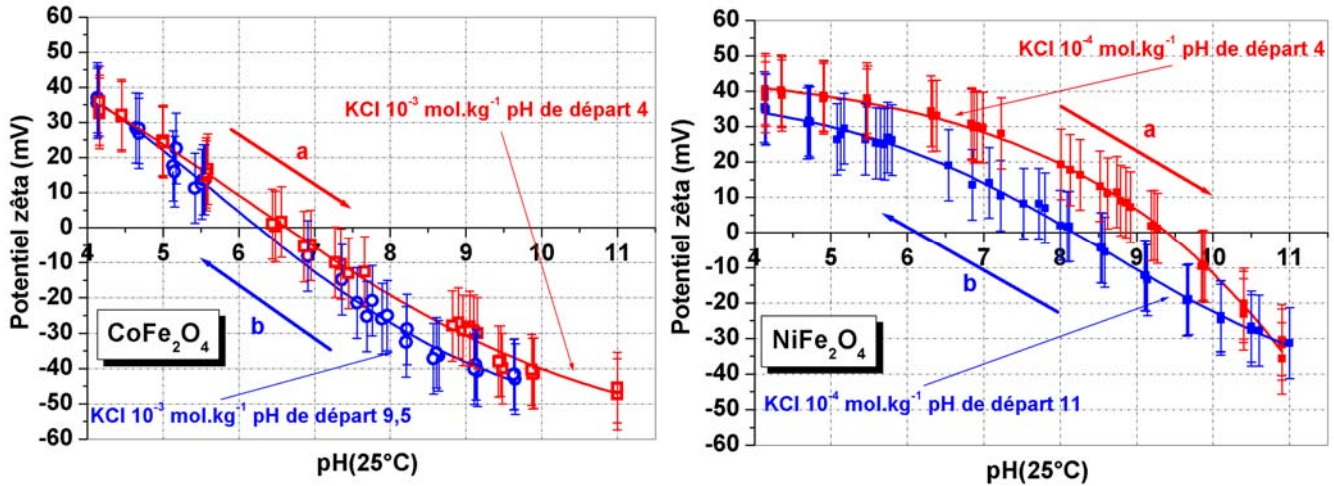 Potentiel zêta (mV)
60
50
40
30
20
10
0
-10
-20
-30
-40
-50
-60
4 5 6 7 8 9 10 11
pH(25°C)
KCl 10⁻³ mol.kg⁻¹ pH de départ 4
a
b
CoFe₂O₄
KCl 10⁻³ mol.kg⁻¹ pH de départ 9,5
Potentiel zêta (mV)
60
50
40
30
20
10
0
-10
-20
-30
-40
-50
-60
4 5 6 7 8 9 10 11
pH(25°C)
KCl 10⁻⁴ mol.kg⁻¹ pH de départ 4
a
b
NiFe₂O₄
KCl 10⁻⁴ mol.kg⁻¹ pH de départ 11